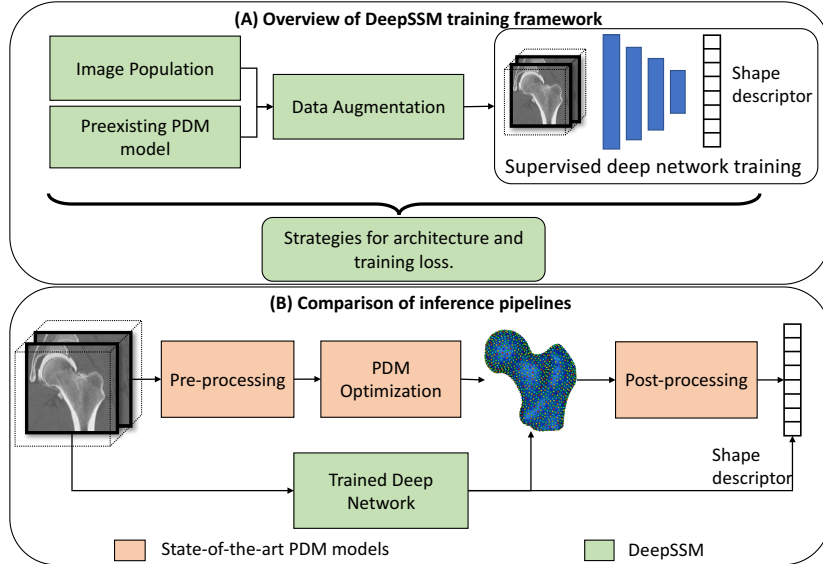 (A) Overview of DeepSSM training framework
Image Population
Preexisting PDM
model
Data Augmentation
Shape
descriptor
Supervised deep network training
Strategies for architecture and
training loss.
(B) Comparison of inference pipelines
Pre-processing
PDM
Optimization
Post-processing
Trained Deep
Network
Shape
descriptor
State-of-the-art PDM models
DeepSSM